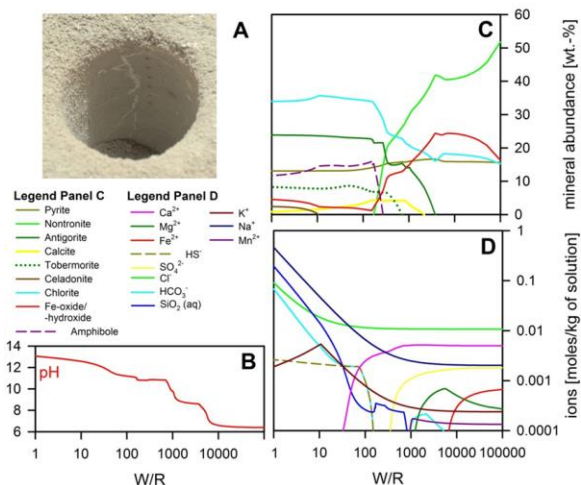 A
C
60
50
40
30
20
10
0
mineral abundance [wt.-%]
Legend Panel C
Pyrite
Nontronite
Antigorite
Calcite
Tobermorite
Celadonite
Chlorite
Fe-oxide/
-hydroxide
Amphibole
Legend Panel D
Ca²⁺
Mg²⁺
Fe²⁺
HS⁻
SO₄²⁻
Cl⁻
HCO₃⁻
SiO₂ (aq)
K⁺
Na⁺
Mn²⁺
B
14
12
10
8
6
pH
1 10 100 1000 10000
W/R
D
1
0.1
0.01
0.001
0.0001
ions [moles/kg of solution]
1 10 100 1000 10000 100000
W/R